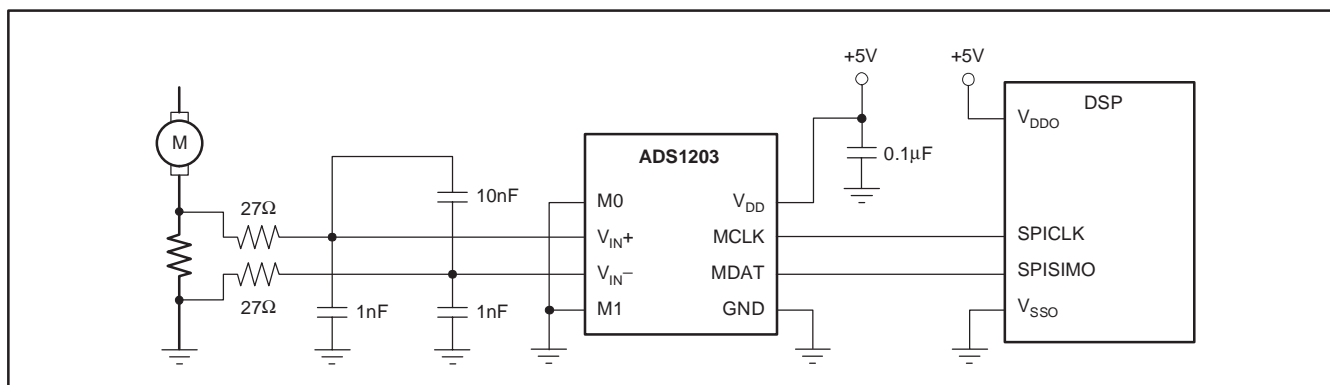 +5V
+5V
DSP
V_DDO
M
ADS1203
0.1µF
27Ω
10nF
M0
V_DD
V_IN+
MCLK
SPICLK
V_IN−
MDAT
SPISIMO
27Ω
1nF
1nF
M1
GND
V_SSO